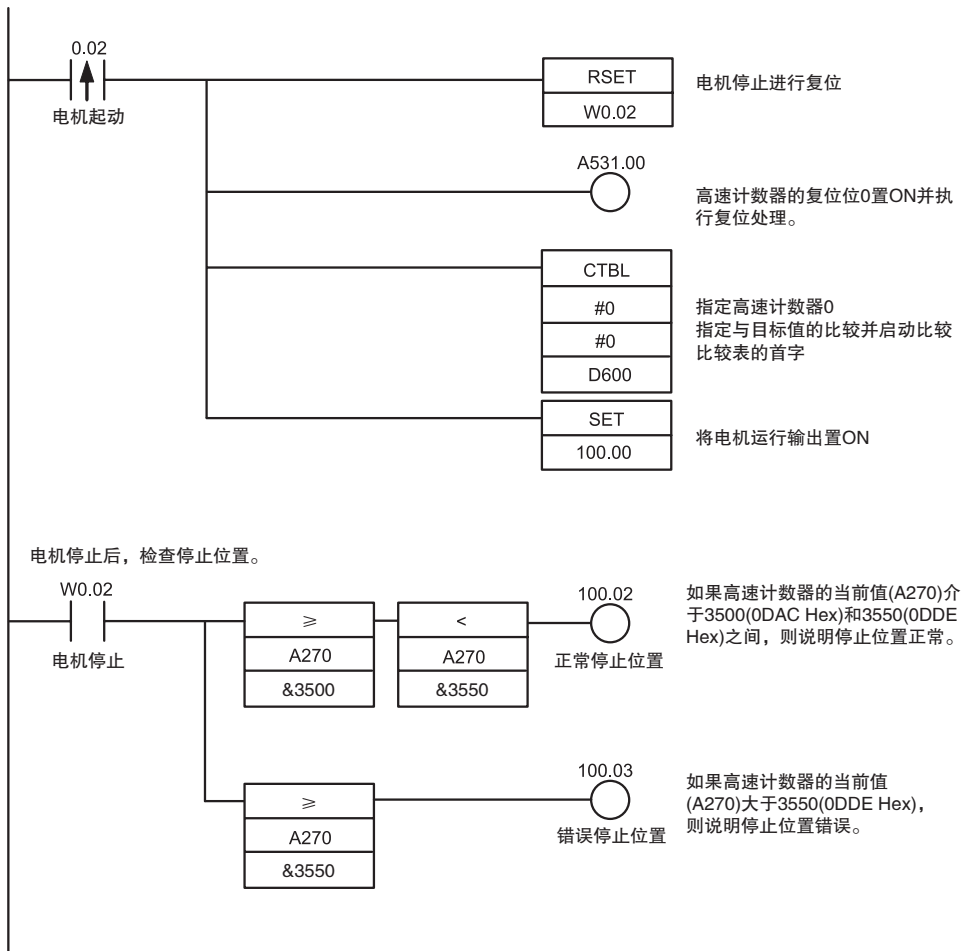 0.02
电机起动
RSET
W0.02
电机停止进行复位
A531.00
高速计数器的复位位0置ON并执
行复位处理。
CTBL
#0
#0
D600
指定高速计数器0
指定与目标值的比较并启动比较
比较表的首字
SET
100.00
将电机运行输出置ON
电机停止后，检查停止位置。
W0.02
电机停止
≥
A270
&3500
<
A270
&3550
100.02
正常停止位置
如果高速计数器的当前值(A270)介
于3500(0DAC Hex)和3550(0DDE
Hex)之间，则说明停止位置正常。
≥
A270
&3550
100.03
错误停止位置
如果高速计数器的当前值
(A270)大于3550(0DDE Hex)，
则说明停止位置错误。